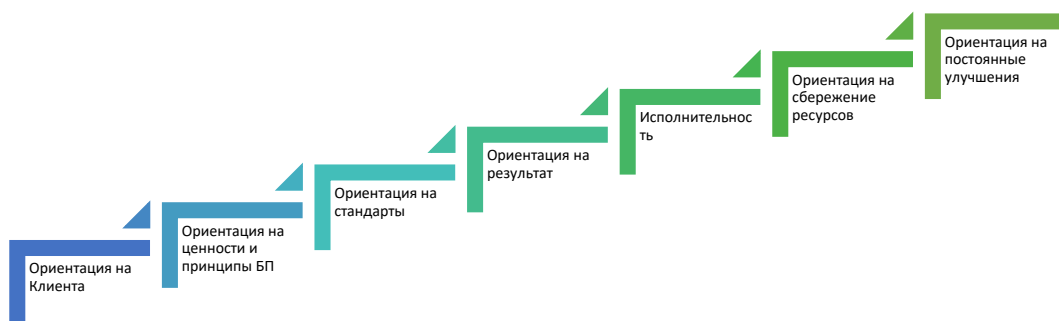 Ориентация на
Клиента
Ориентация на
ценности и
принципы БП
Ориентация на
стандарты
Ориентация на
результат
Исполнительнос
ть
Ориентация на
сбережение
ресурсов
Ориентация на
постоянные
улучшения